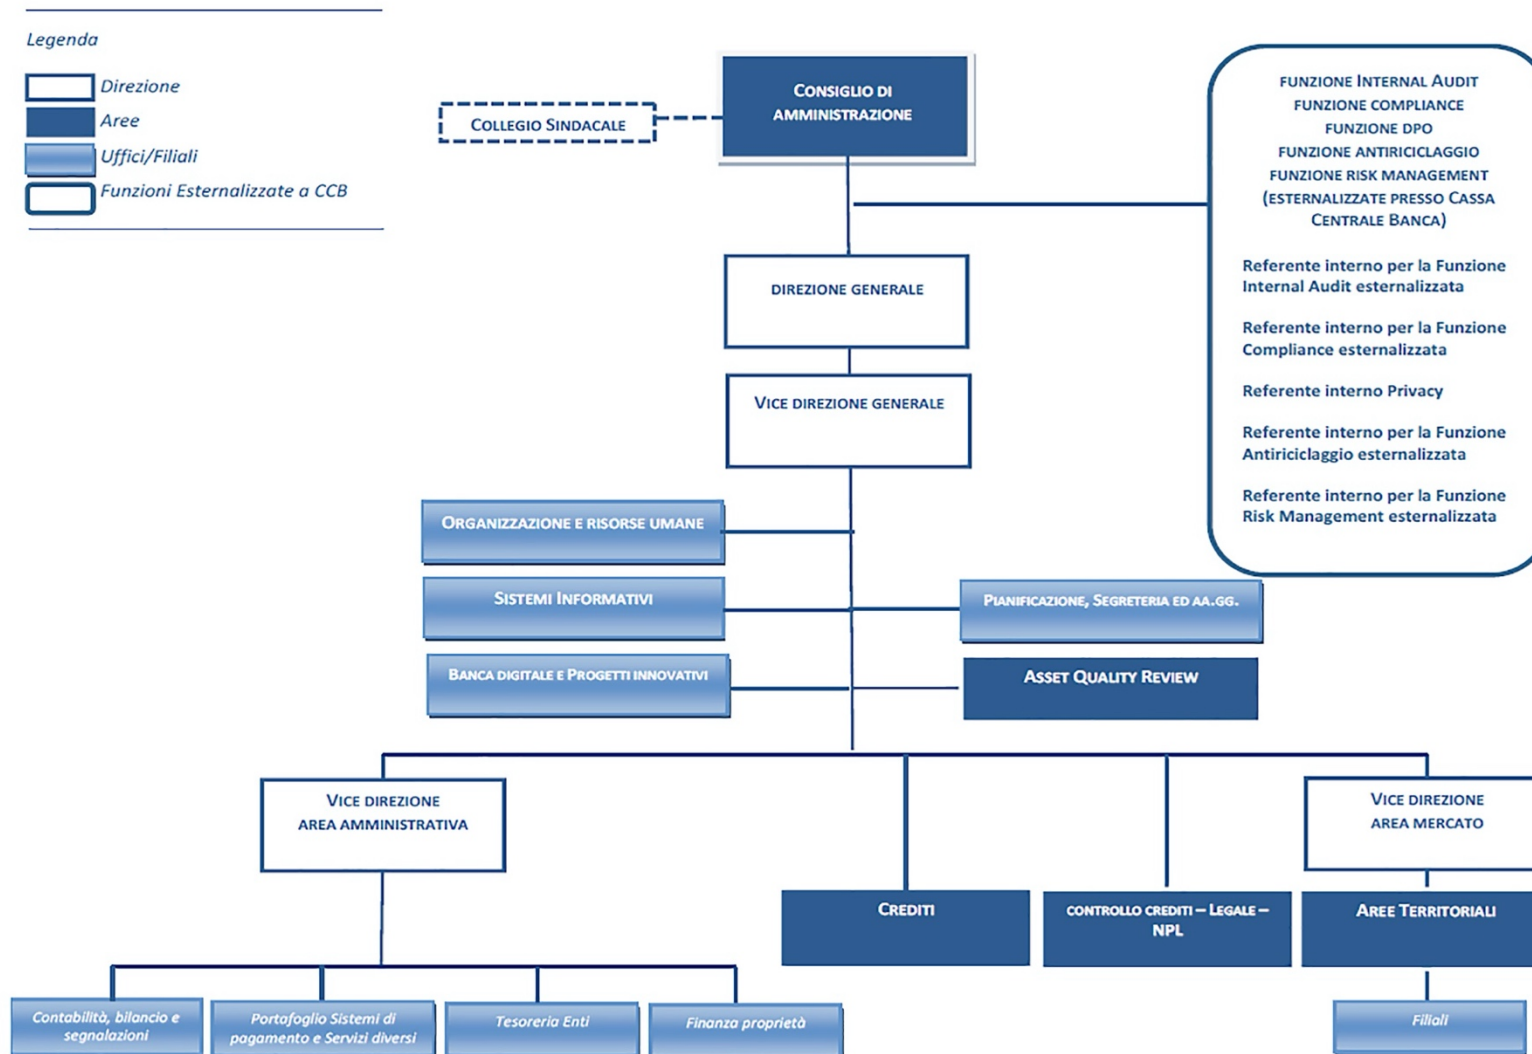 Legenda
Direzione
Aree
Uffici/Filiali
Funzioni Esternalizzate a CCB
COLLEGIO SINDACALE
CONSIGLIO DI
AMMINISTRAZIONE
FUNZIONE INTERNAL AUDIT
FUNZIONE COMPLIANCE
FUNZIONE DPO
FUNZIONE ANTIRICICLAGGIO
FUNZIONE RISK MANAGEMENT
(ESTERNALIZZATE PRESSO CASSA
CENTRALE BANCA)
Referente interno per la Funzione
Internal Audit esternalizzata
Referente interno per la Funzione
Compliance esternalizzata
Referente interno Privacy
Referente interno per la Funzione
Antiriciclaggio esternalizzata
Referente interno per la Funzione
Risk Management esternalizzata
DIREZIONE GENERALE
VICE DIREZIONE GENERALE
ORGANIZZAZIONE E RISORSE UMANE
SISTEMI INFORMATIVI
PIANIFICAZIONE, SEGRETERIA ED AA.GG.
BANCA DIGITALE E PROGETTI INNOVATIVI
ASSET QUALITY REVIEW
VICE DIREZIONE
AREA AMMINISTRATIVA
VICE DIREZIONE
AREA MERCATO
CREDITI
CONTROLLO CREDITI – LEGALE –
NPL
AREE TERRITORIALI
Contabilità, bilancio e
segnalazioni
Portafoglio Sistemi di
pagamento e Servizi diversi
Tesoreria Enti
Finanza proprietà
Filiali